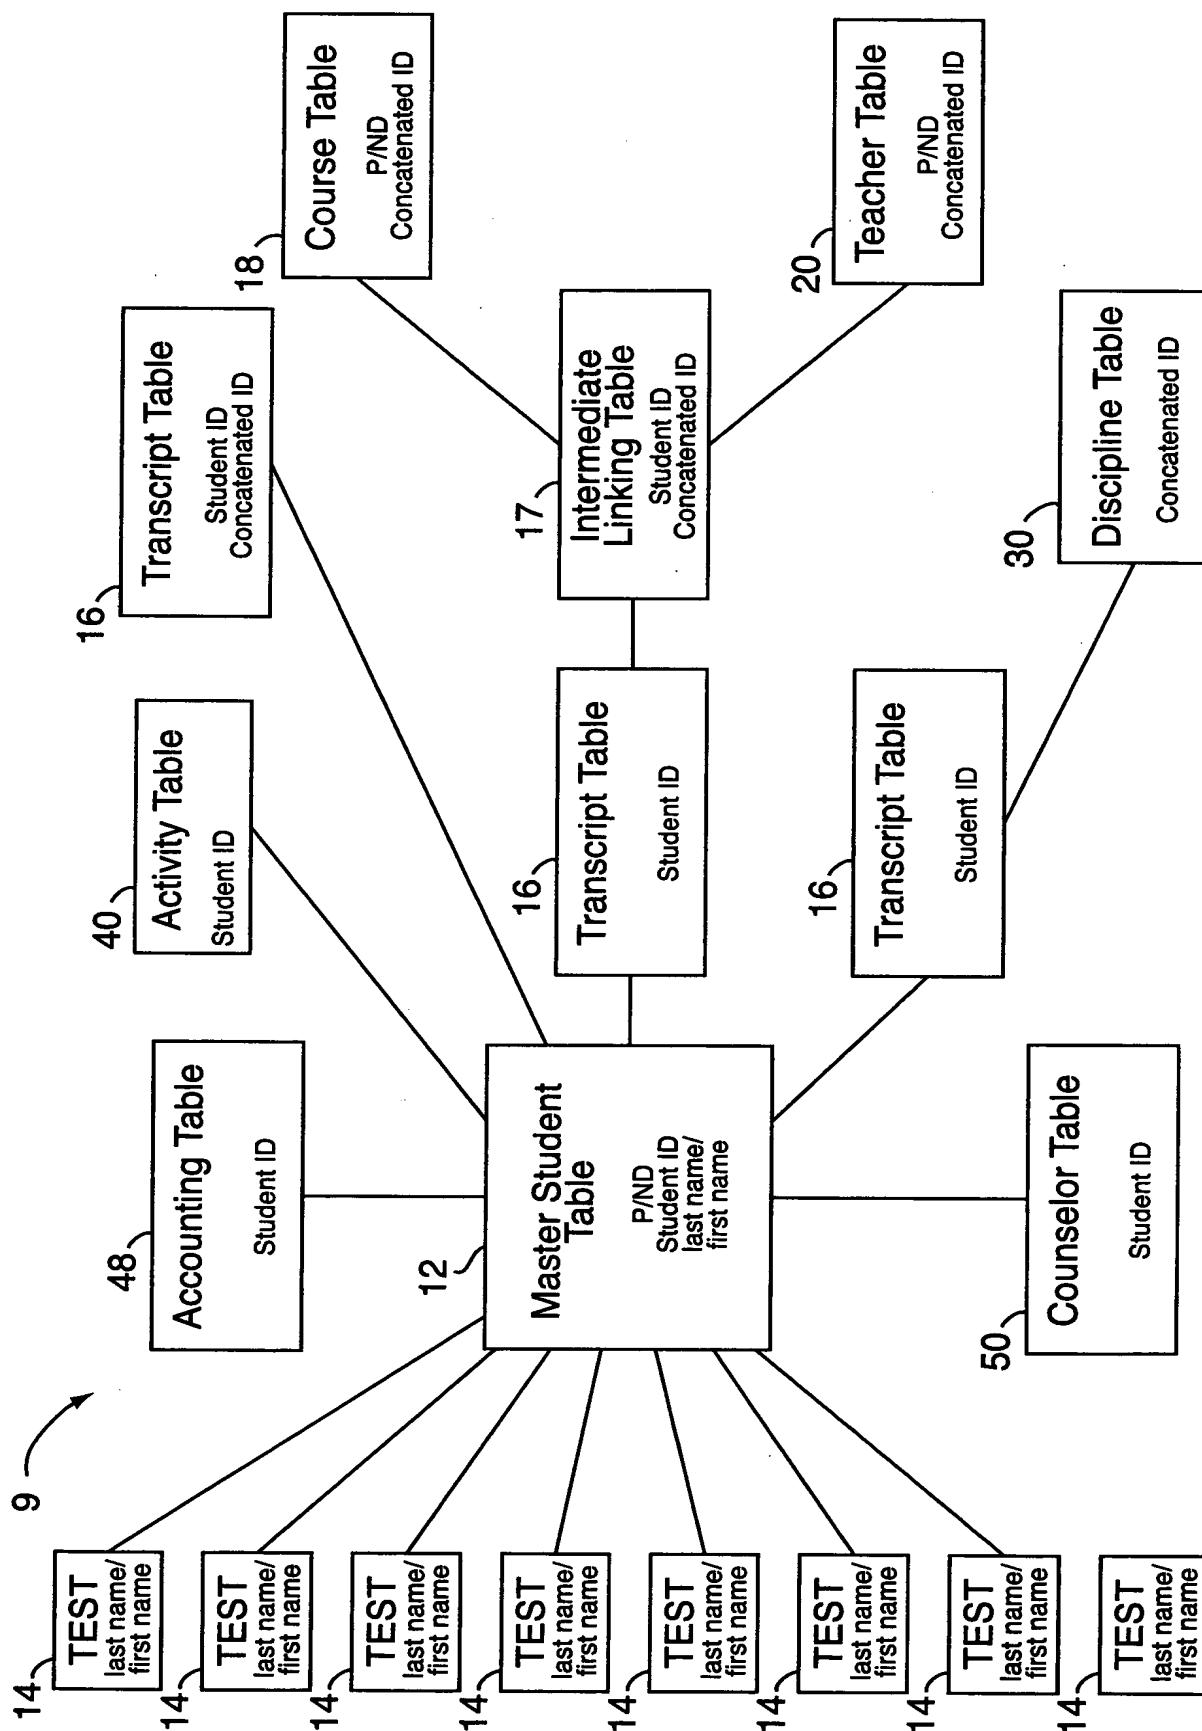 9
14
TEST
last name/
first name
14
TEST
last name/
first name
14
TEST
last name/
first name
14
TEST
last name/
first name
14
TEST
last name/
first name
14
TEST
last name/
first name
14
TEST
last name/
first name
14
TEST
last name/
first name
48
Accounting Table
Student ID
12
Master Student
Table
P/ND
Student ID
last name/
first name
50
Counselor Table
Student ID
40
Activity Table
Student ID
16
Transcript Table
Student ID
16
Transcript Table
Student ID
16
Transcript Table
Student ID
Concatenated ID
17
Intermediate
Linking Table
Student ID
Concatenated ID
30
Discipline Table
Concatenated ID
18
Course Table
P/ND
Concatenated ID
20
Teacher Table
P/ND
Concatenated ID